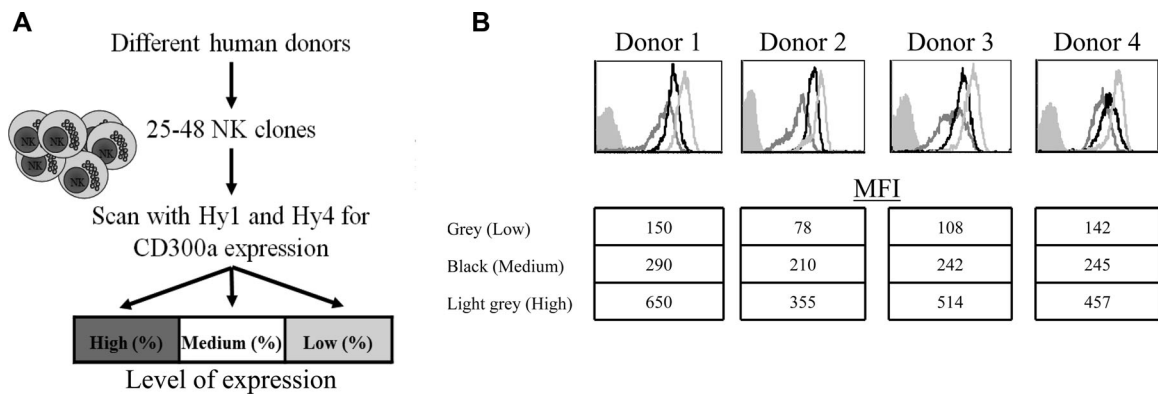 A
Different human donors
25-48 NK clones
NK
NK
NK
NK
NK
Scan with Hy1 and Hy4 for
CD300a expression
High (%) Medium (%) Low (%)
Level of expression
B
Donor 1 Donor 2 Donor 3 Donor 4
MFI
Grey (Low) 150 78 108 142
Black (Medium) 290 210 242 245
Light grey (High) 650 355 514 457